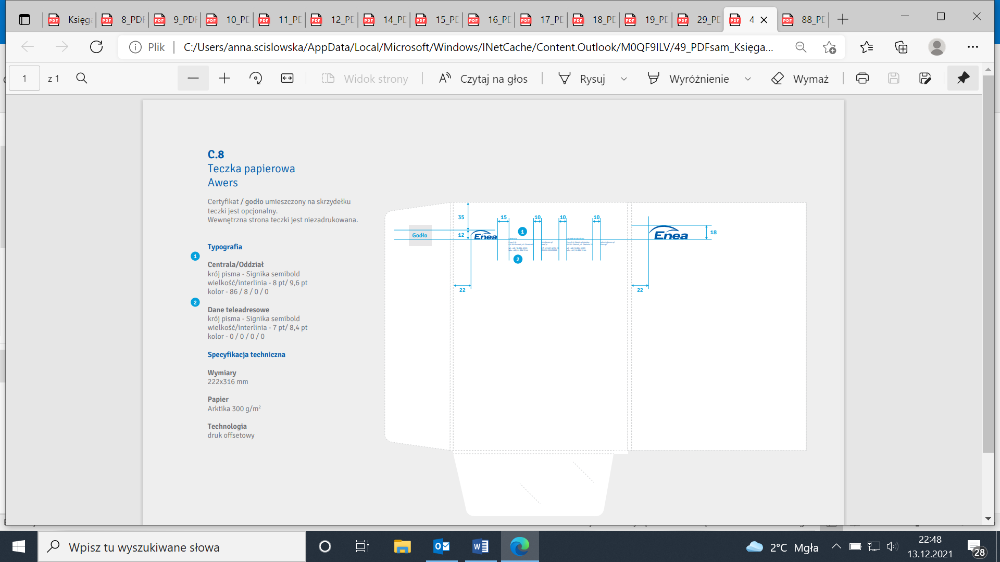 Księga
8_PDF
9_PDF
10_PD
11_PD
12_PD
14_PD
15_PD
16_PD
17_PD
18_PD
19_PD
29_PD
4
88_PD
Plik
C:/Users/anna.scislowska/AppData/Local/Microsoft/Windows/INetCache/Content.Outlook/M0QF9ILV/49_PDFsam_Księga...
1
z 1
Widok strony
Czytaj na głos
Rysuj
Wyróżnienie
Wymaż
C.8
Teczka papierowa
Awers
Certyfikat / godło umieszczony na skrzydełku
teczki jest opcjonalny.
Wewnętrzna strona teczki jest niezadrukowana.
Typografia
1
Centrala/Oddział
krój pisma - Signika semibold
wielkość/interlinia - 8 pt/ 9,6 pt
kolor - 86 / 8 / 0 / 0
2
Dane teleadresowe
krój pisma - Signika semibold
wielkość/interlinia - 7 pt/ 8,4 pt
kolor - 0 / 0 / 0 / 0
Specyfikacja techniczna
Wymiary
222x316 mm
Papier
Arktika 300 g/m²
Technologia
druk offsetowy
35
15
10
10
10
12
Godło
Enea
1
2
22
Enea
18
22
Wpisz tu wyszukiwane słowa
2°C Mgła
22:48
13.12.2021
28